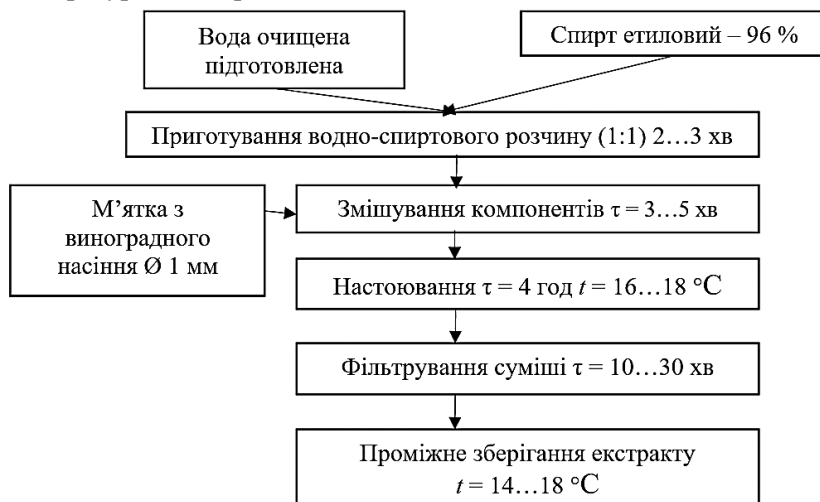 Вода очищена
підготовлена
Спирт етиловий – 96 %
Приготування водно-спиртового розчину (1:1) 2…3 хв
М’ятка з
виноградного
насіння Ø 1 мм
Змішування компонентів τ = 3…5 хв
Настоювання τ = 4 год t = 16…18 °С
Фільтрування суміші τ = 10…30 хв
Проміжне зберігання екстракту
t = 14…18 °С